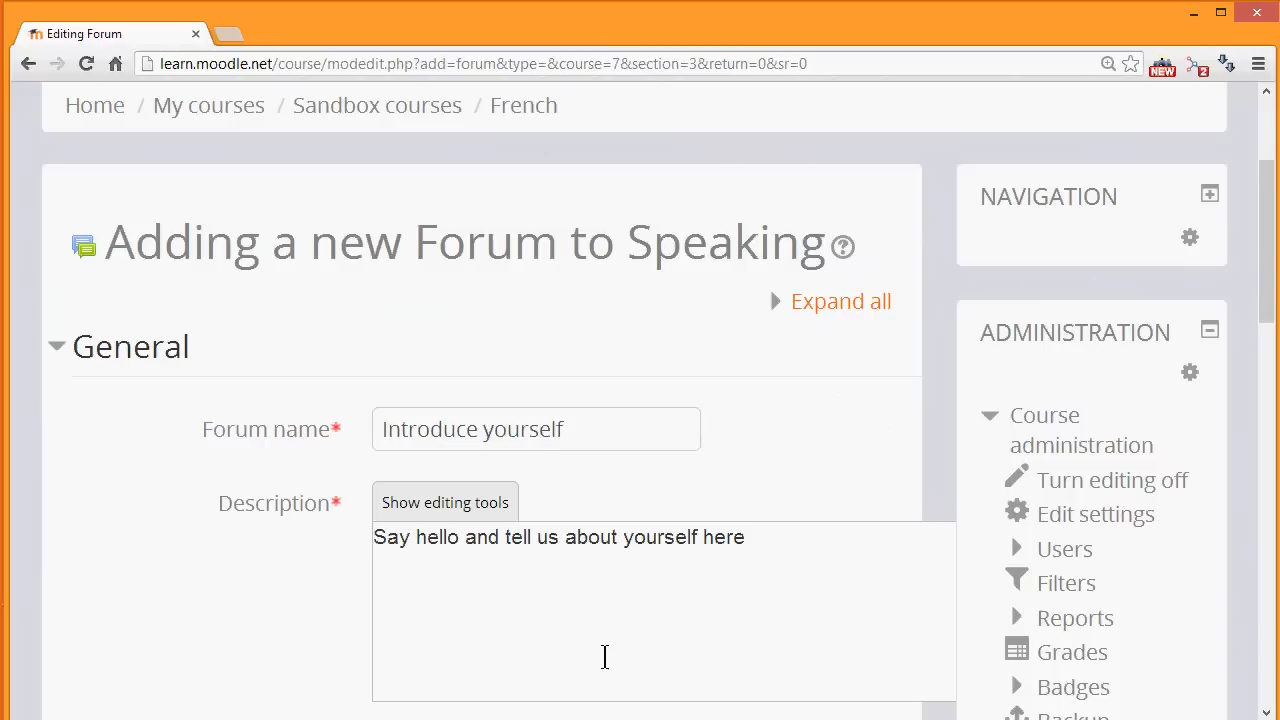 Editing Forum
learn.moodle.net/course/modedit.php?add=forum&type=&course=7&section=3&return=0&sr=0
NEW
2
Home / My courses / Sandbox courses / French
Adding a new Forum to Speaking
Expand all
General
Forum name*
Introduce yourself
Description*
Show editing tools
Say hello and tell us about yourself here
NAVIGATION
ADMINISTRATION
Course
administration
Turn editing off
Edit settings
Users
Filters
Reports
Grades
Badges
Backup